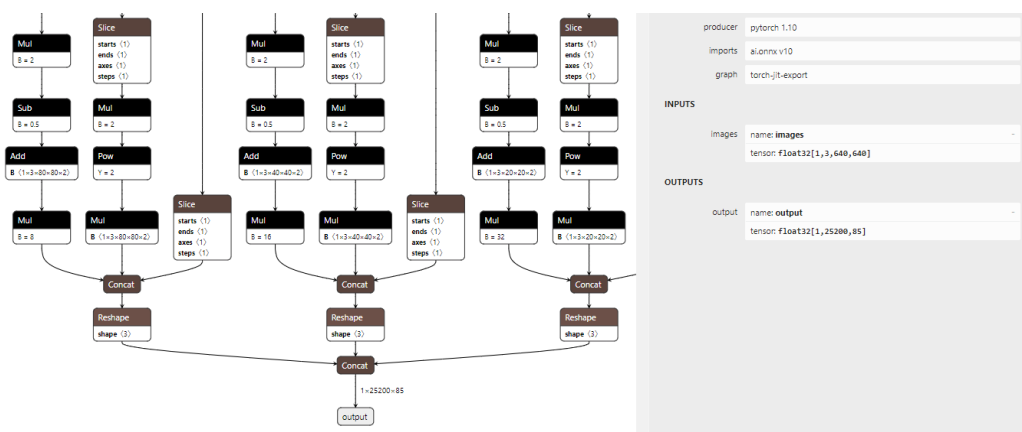 Slice
starts ⟨1⟩
ends ⟨1⟩
axes ⟨1⟩
steps ⟨1⟩
Mul
B = 2
Sub
B = 0.5
Mul
B = 2
Add
B ⟨1×3×80×80×2⟩
Pow
Y = 2
Mul
B = 8
Mul
B ⟨1×3×80×80×2⟩
Slice
starts ⟨1⟩
ends ⟨1⟩
axes ⟨1⟩
steps ⟨1⟩
Concat
Reshape
shape ⟨3⟩
Mul
B = 2
Slice
starts ⟨1⟩
ends ⟨1⟩
axes ⟨1⟩
steps ⟨1⟩
Sub
B = 0.5
Mul
B = 2
Add
B ⟨1×3×40×40×2⟩
Pow
Y = 2
Mul
B = 16
Mul
B ⟨1×3×40×40×2⟩
Slice
starts ⟨1⟩
ends ⟨1⟩
axes ⟨1⟩
steps ⟨1⟩
Concat
Reshape
shape ⟨3⟩
Mul
B = 2
Slice
starts ⟨1⟩
ends ⟨1⟩
axes ⟨1⟩
steps ⟨1⟩
Sub
B = 0.5
Mul
B = 2
Add
B ⟨1×3×20×20×2⟩
Pow
Y = 2
Mul
B = 32
Mul
B ⟨1×3×20×20×2⟩
Concat
Reshape
shape ⟨3⟩
Concat
1×25200×85
output
producer pytorch 1.10
imports ai.onnx v10
graph torch-jit-export
INPUTS
images name: images -
tensor: float32[1,3,640,640]
OUTPUTS
output name: output -
tensor: float32[1,25200,85]